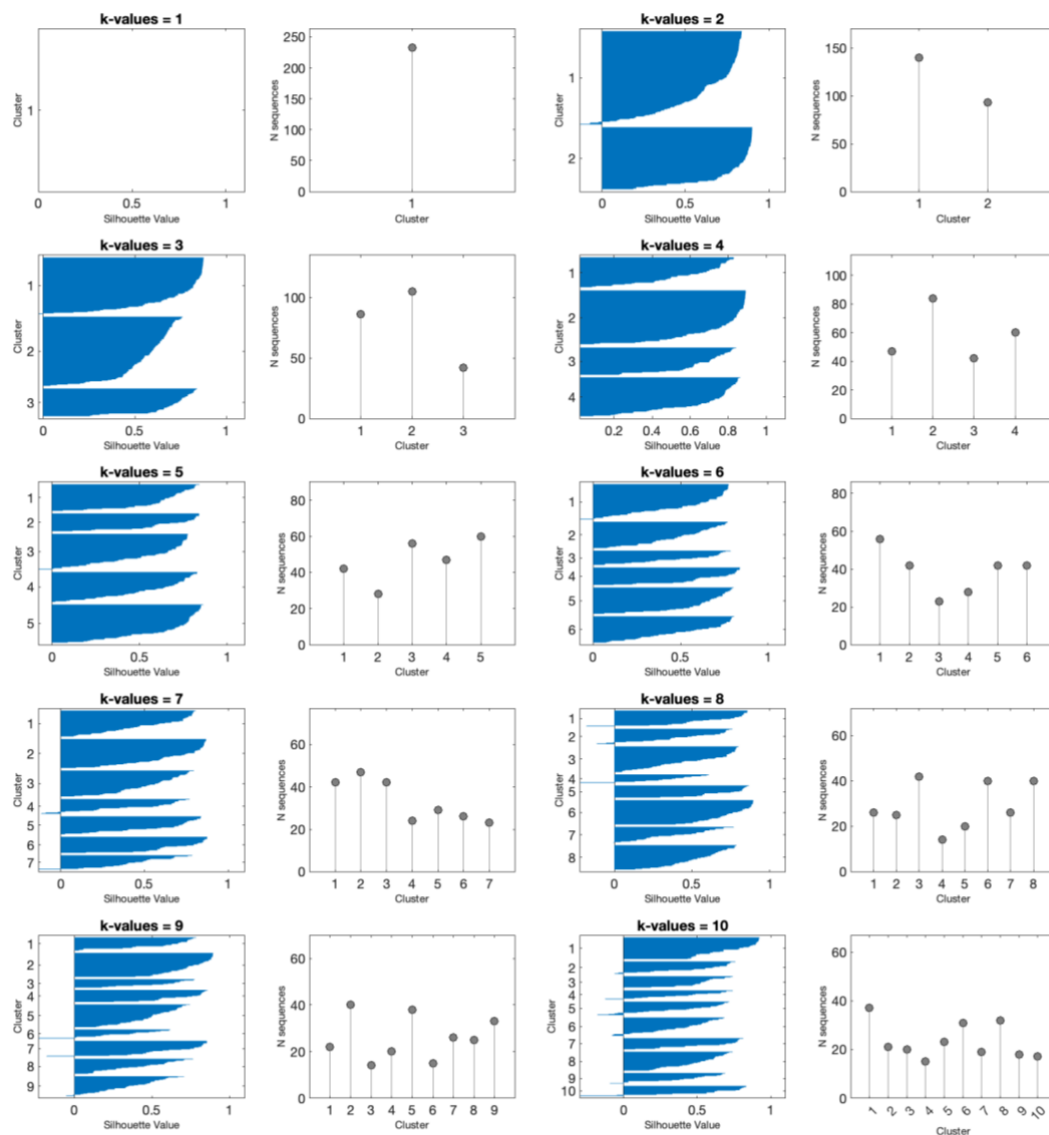 k-values = 1
Cluster
1
0 0.5 1
Silhouette Value
N sequences
250
200
150
100
50
0
1
Cluster
k-values = 2
1
2
0 0.5 1
Silhouette Value
N sequences
150
100
50
0
1 2
Cluster
k-values = 3
Cluster
1
2
3
0 0.5 1
Silhouette Value
N sequences
100
50
0
1 2 3
Cluster
k-values = 4
Cluster
1
2
3
4
0.2 0.4 0.6 0.8 1
Silhouette Value
N sequences
100
80
60
40
20
0
1 2 3 4
Cluster
k-values = 5
Cluster
1
2
3
4
5
0 0.5 1
Silhouette Value
N sequences
80
60
40
20
0
1 2 3 4 5
Cluster
k-values = 6
Cluster
1
2
3
4
5
6
0 0.5 1
Silhouette Value
N sequences
80
60
40
20
0
1 2 3 4 5 6
Cluster
k-values = 7
Cluster
1
2
3
4
5
6
7
0 0.5 1
Silhouette Value
N sequences
60
40
20
0
1 2 3 4 5 6 7
Cluster
k-values = 8
Cluster
1
2
3
4
5
6
7
8
0 0.5 1
Silhouette Value
N sequences
60
40
20
0
1 2 3 4 5 6 7 8
Cluster
k-values = 9
Cluster
1
2
3
4
5
6
7
8
9
0 0.5 1
Silhouette Value
N sequences
60
40
20
0
1 2 3 4 5 6 7 8 9
Cluster
k-values = 10
Cluster
1
2
3
4
5
6
7
8
9
10
0 0.5 1
Silhouette Value
N sequences
60
40
20
0
1 2 3 4 5 6 7 8 9 10
Cluster